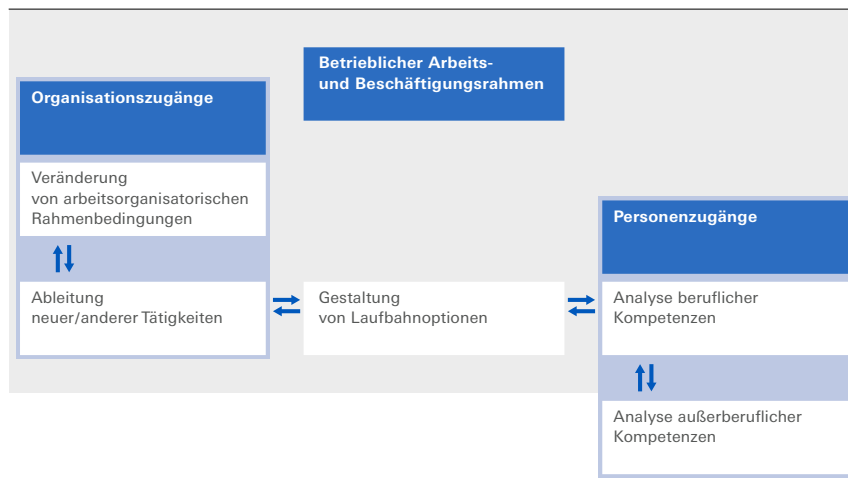 Betrieblicher Arbeits-
und Beschäftigungsrahmen
Organisationszugänge
Veränderung
von arbeitsorganisatorischen
Rahmenbedingungen
Personenzugänge
Ableitung
neuer/anderer Tätigkeiten
Gestaltung
von Laufbahnoptionen
Analyse beruflicher
Kompetenzen
Analyse außerberuflicher
Kompetenzen